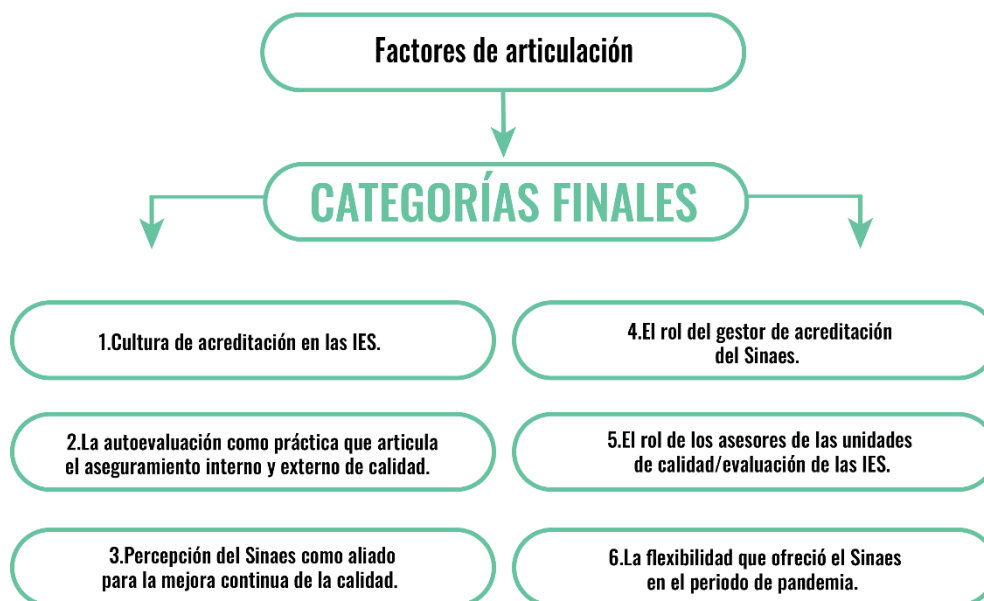 Factores de articulación
CATEGORÍAS FINALES
1.Cultura de acreditación en las IES.
2.La autoevaluación como práctica que articula
el aseguramiento interno y externo de calidad.
3.Percepción del Sinaes como aliado
para la mejora continua de la calidad.
4.El rol del gestor de acreditación
del Sinaes.
5.El rol de los asesores de las unidades
de calidad/evaluación de las IES.
6.La flexibilidad que ofreció el Sinaes
en el periodo de pandemia.